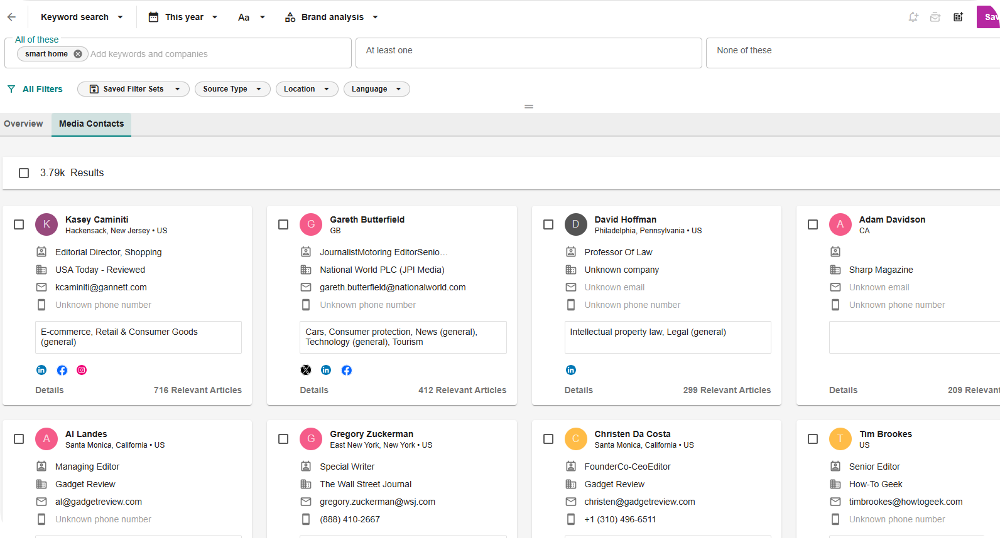 Keyword search
This year
Aa
Brand analysis
Sav
All of these
smart home
Add keywords and companies
At least one
None of these
All Filters
Saved Filter Sets
Source Type
Location
Language
Overview
Media Contacts
3.79k Results
K
Kasey Caminiti
Hackensack, New Jersey • US
Editorial Director, Shopping
USA Today - Reviewed
kcaminiti@gannett.com
Unknown phone number
E-commerce, Retail & Consumer Goods
(general)
Details
716 Relevant Articles
G
Gareth Butterfield
GB
JournalistMotoring EditorSenio…
National World PLC (JPI Media)
gareth.butterfield@nationalworld.com
Unknown phone number
Cars, Consumer protection, News (general),
Technology (general), Tourism
Details
412 Relevant Articles
D
David Hoffman
Philadelphia, Pennsylvania • US
Professor Of Law
Unknown company
Unknown email
Unknown phone number
Intellectual property law, Legal (general)
Details
299 Relevant Articles
A
Adam Davidson
CA
Sharp Magazine
Unknown email
Unknown phone number
Details
209 Relevant
A
Al Landes
Santa Monica, California • US
Managing Editor
Gadget Review
al@gadgetreview.com
Unknown phone number
G
Gregory Zuckerman
East New York, New York • US
Special Writer
The Wall Street Journal
gregory.zuckerman@wsj.com
(888) 410-2667
C
Christen Da Costa
Santa Monica, California • US
FounderCo-CeoEditor
Gadget Review
christen@gadgetreview.com
+1 (310) 496-6511
T
Tim Brookes
US
Senior Editor
How-To Geek
timbrookes@howtogeek.com
Unknown phone number